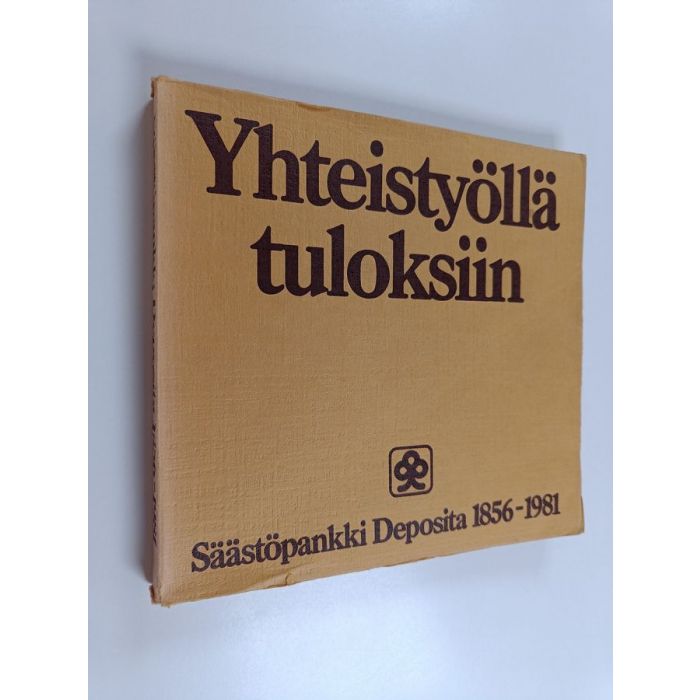 Yhteistyöllä
tuloksiin
Säästöpankki Deposita 1856-1981